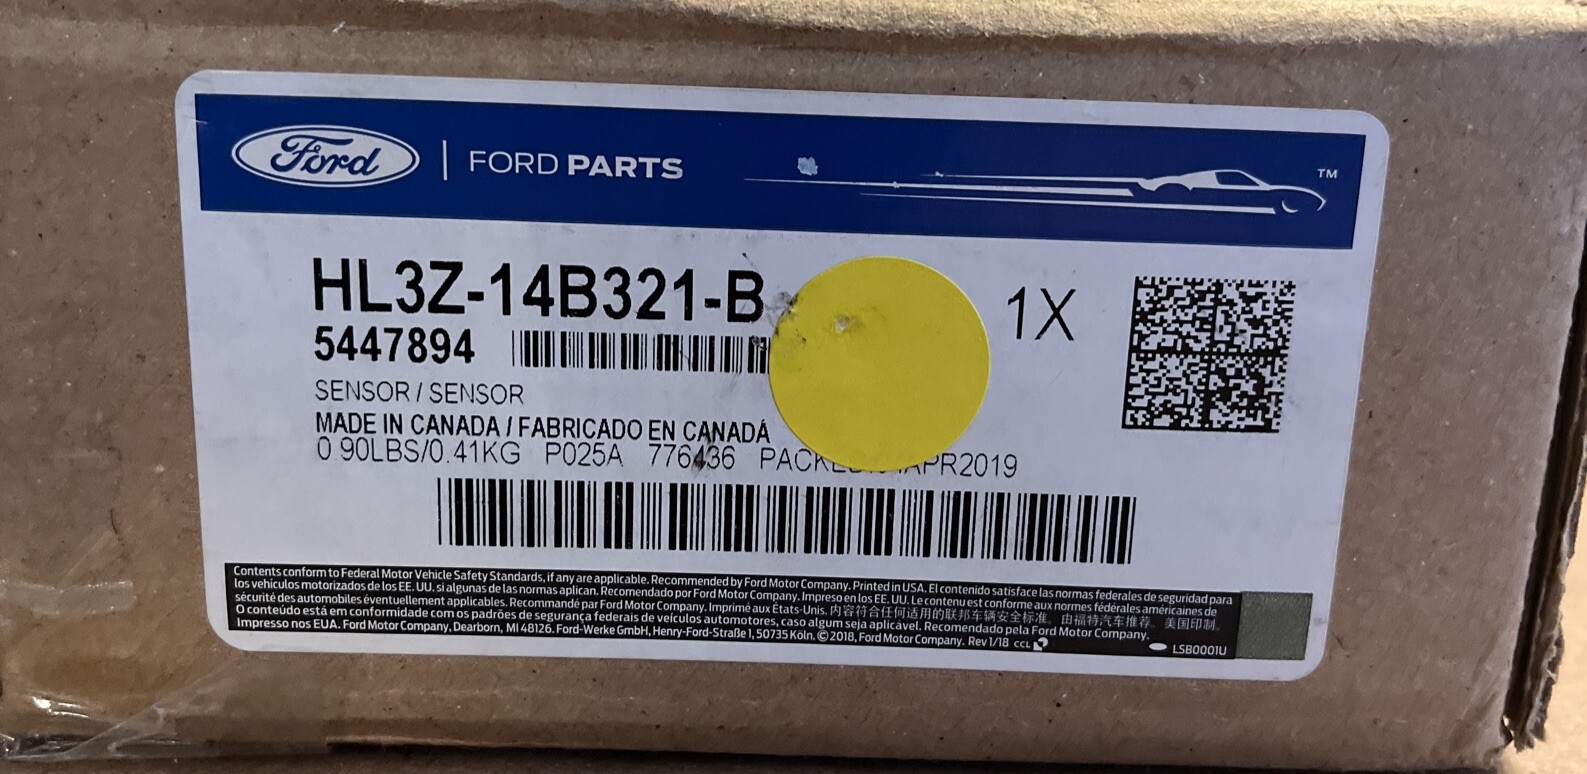 Ford | FORD PARTS
TM
HL3Z-14B321-B
1X
5447894
SENSOR / SENSOR
MADE IN CANADA / FABRICADO EN CANADÁ
0 90LBS/0.41KG P025A 776436 APR2019
Contents conform to Federal Motor Vehicle Safety Standards, if any are applicable. Recommended by Ford Motor Company. Printed in USA. El contenido satisface las normas federales de seguridad para
los vehículos motorizados de los EE. UU. si algunas de las normas aplican. Recomendado por Ford Motor Company. Impreso en los EE. UU. Le contenu est conforme aux normes fédérales américaines de
sécurité des automobiles éventuellement applicables. Recommandé par Ford Motor Company. Imprimé aux États-Unis. 内容符合任何适用的联邦车辆安全标准。由福特汽车推荐。美国印制。
O conteúdo está em conformidade com os padrões de segurança federais de veículos automotores, caso algum seja aplicável. Recomendado pela Ford Motor Company.
Impresso nos EUA. Ford Motor Company, Dearborn, MI 48126. Ford-Werke GmbH, Henry-Ford-Straße 1, 50735 Köln. © 2018, Ford Motor Company. Rev 1/18 CCL
LSB0001U